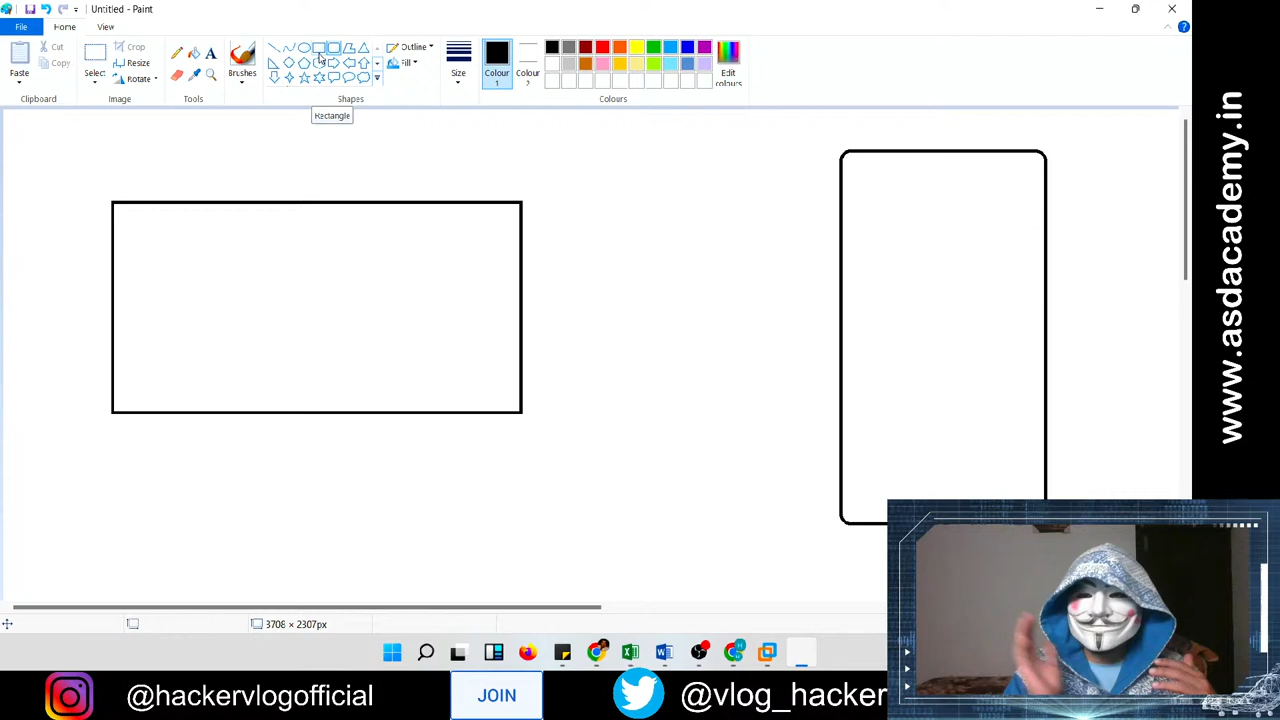 Untitled - Paint
File
Home
View
Paste
Cut
Copy
Clipboard
Select
Crop
Resize
Rotate
Image
Tools
Brushes
Shapes
Outline
Fill
Size
Colour 1
Colour 2
Edit colours
Colours
Rectangle
www.asdacademy.in
3708 × 2307px
@hackervlogofficial
JOIN
@vlog_hacker